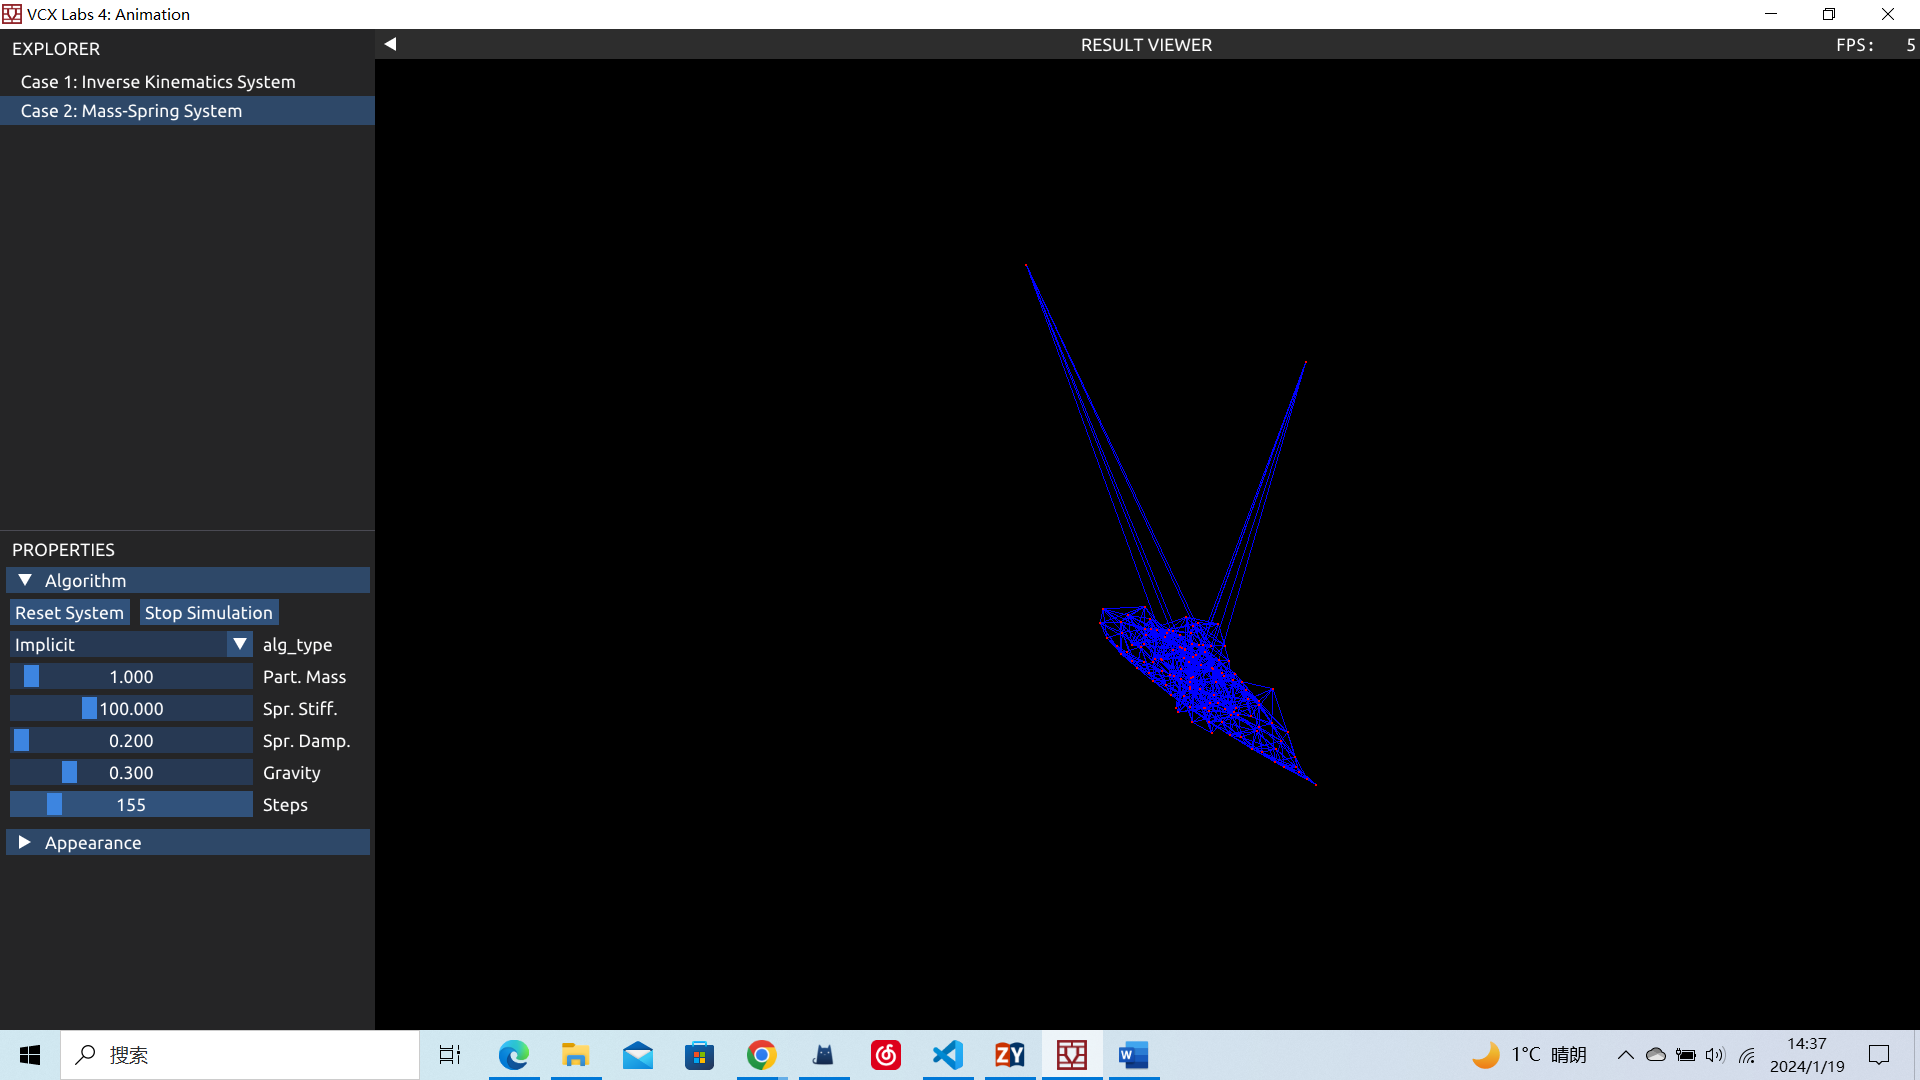 VCX Labs 4: Animation
EXPLORER
RESULT VIEWER
FPS: 5
Case 1: Inverse Kinematics System
Case 2: Mass-Spring System
PROPERTIES
Algorithm
Reset System Stop Simulation
Implicit alg_type
1.000 Part. Mass
100.000 Spr. Stiff.
0.200 Spr. Damp.
0.300 Gravity
155 Steps
Appearance
搜索
ZY
W
1°C 晴朗
14:37
2024/1/19